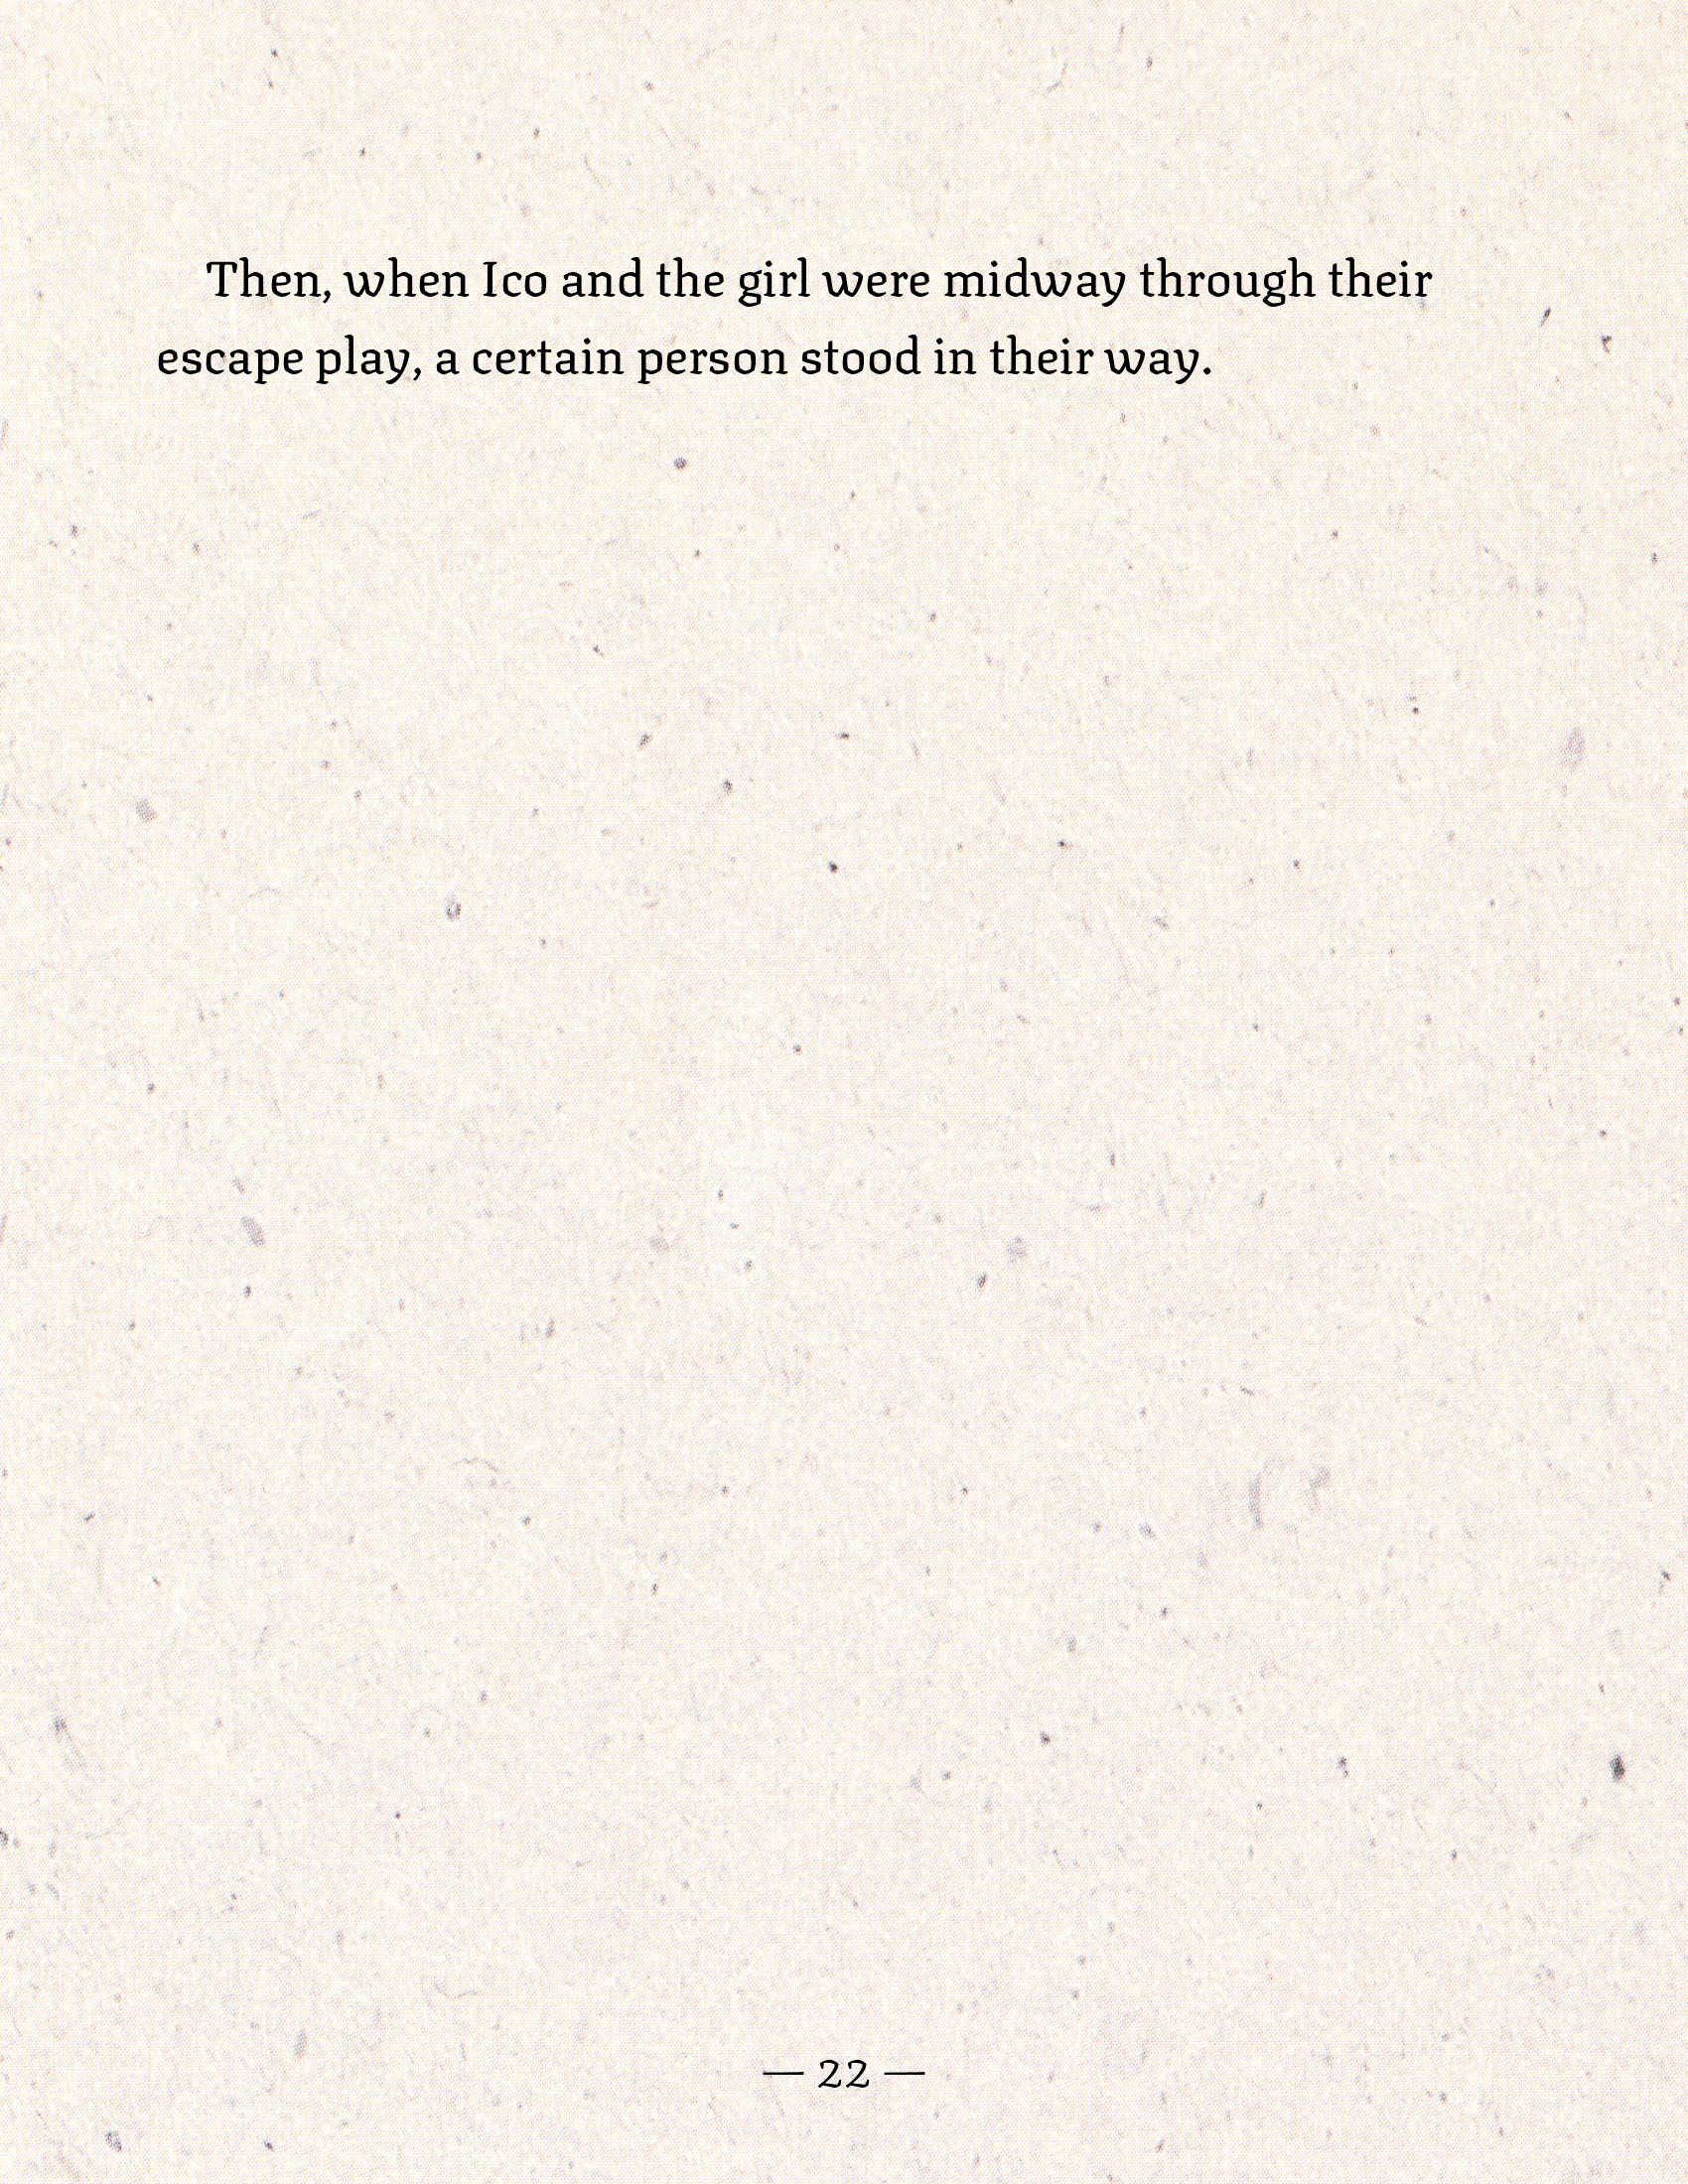 Then, when Ico and the girl were midway through their
escape play, a certain person stood in their way.
— 22 —